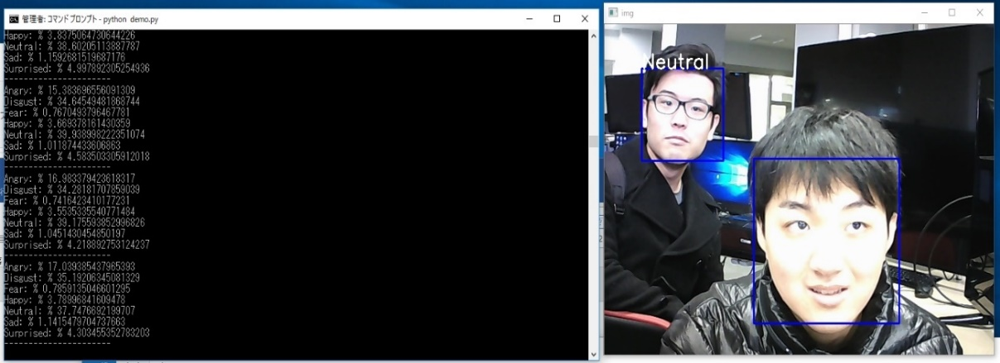 管理者: コマンド プロンプト - python demo.py
Happy: % 3.8375064730644226
Neutral: % 38.60205113887787
Sad: % 1.1592681519687176
Surprised: % 4.997892305254936
----------------------
Angry: % 15.383696556091309
Disgust: % 34.64549481868744
Fear: % 0.7670493796467781
Happy: % 3.669378161430359
Neutral: % 39.938998222351074
Sad: % 1.011874433606863
Surprised: % 4.583503305912018
----------------------
Angry: % 16.983379423618317
Disgust: % 34.28181707859039
Fear: % 0.7416423410177231
Happy: % 3.5535335540771484
Neutral: % 39.175593852996826
Sad: % 1.0451430454850197
Surprised: % 4.218892753124237
----------------------
Angry: % 17.039385437965393
Disgust: % 35.19206345081329
Fear: % 0.7859135046601295
Happy: % 3.78996841609478
Neutral: % 37.7476692199707
Sad: % 1.1415479704737663
Surprised: % 4.303455352783203
----------------------
img
Neutral